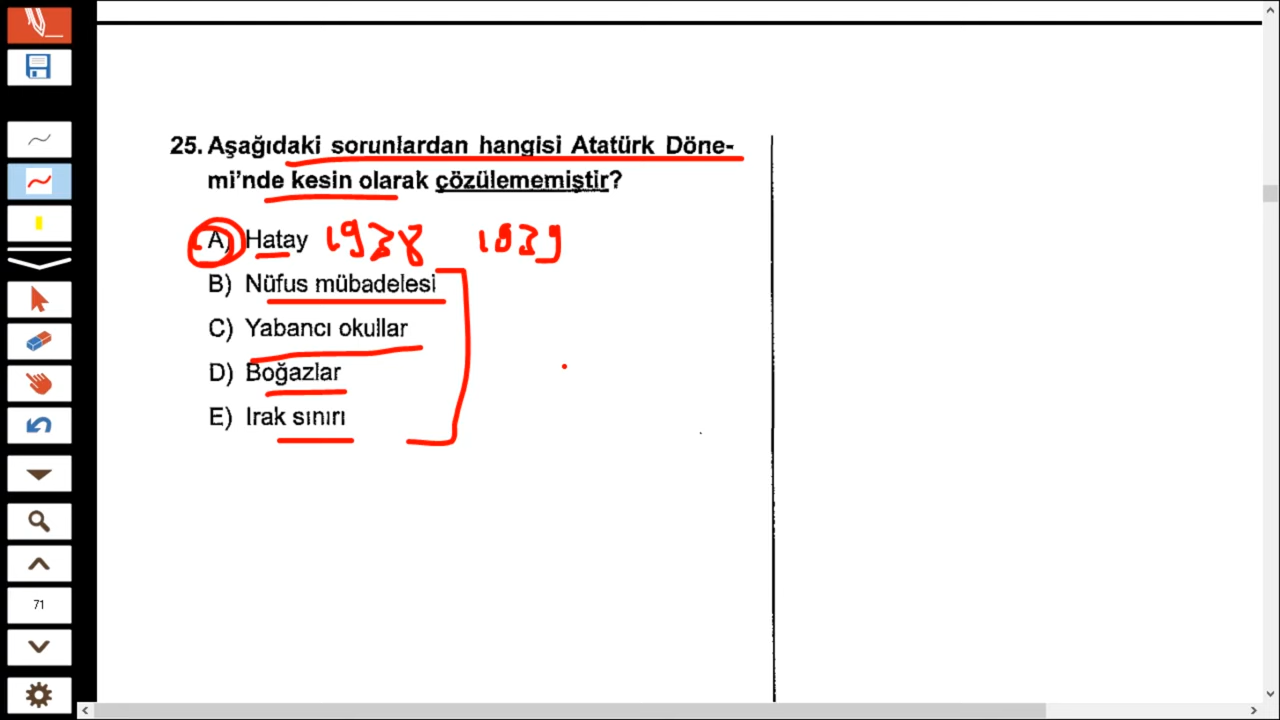 25. Aşağıdaki sorunlardan hangisi Atatürk Döne-
mi'nde kesin olarak çözülememiştir?
A) Hatay 1938 1939
B) Nüfus mübadelesi
C) Yabancı okullar
D) Boğazlar
E) Irak sınırı
71